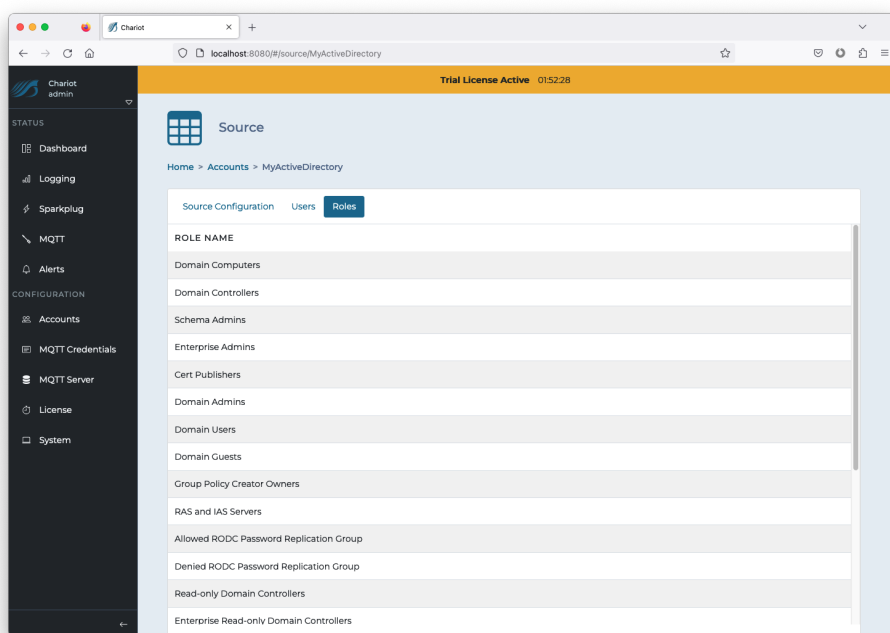 Chariot
localhost:8080/#/source/MyActiveDirectory
Chariot
admin
Trial License Active 01:52:28
STATUS
Dashboard
Logging
Sparkplug
MQTT
Alerts
CONFIGURATION
Accounts
MQTT Credentials
MQTT Server
License
System
Source
Home > Accounts > MyActiveDirectory
Source Configuration Users Roles
ROLE NAME
Domain Computers
Domain Controllers
Schema Admins
Enterprise Admins
Cert Publishers
Domain Admins
Domain Users
Domain Guests
Group Policy Creator Owners
RAS and IAS Servers
Allowed RODC Password Replication Group
Denied RODC Password Replication Group
Read-only Domain Controllers
Enterprise Read-only Domain Controllers